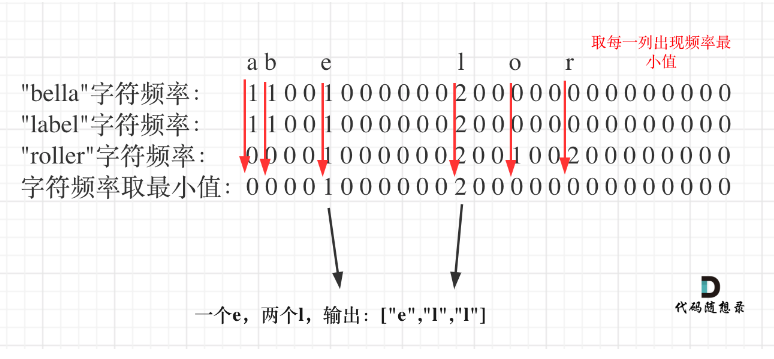 取每一列出现频率最
小值
a b e l o r
"bella"字符频率： 1 1 0 0 1 0 0 0 0 0 0 2 0 0 0 0 0 0 0 0 0 0 0 0 0 0
"label"字符频率： 1 1 0 0 1 0 0 0 0 0 0 2 0 0 0 0 0 0 0 0 0 0 0 0 0 0
"roller"字符频率： 0 0 0 0 1 0 0 0 0 0 0 2 0 0 1 0 0 2 0 0 0 0 0 0 0 0
字符频率取最小值： 0 0 0 0 1 0 0 0 0 0 0 2 0 0 0 0 0 0 0 0 0 0 0 0 0 0
一个e，两个l，输出：["e","l","l"]
代码随想录